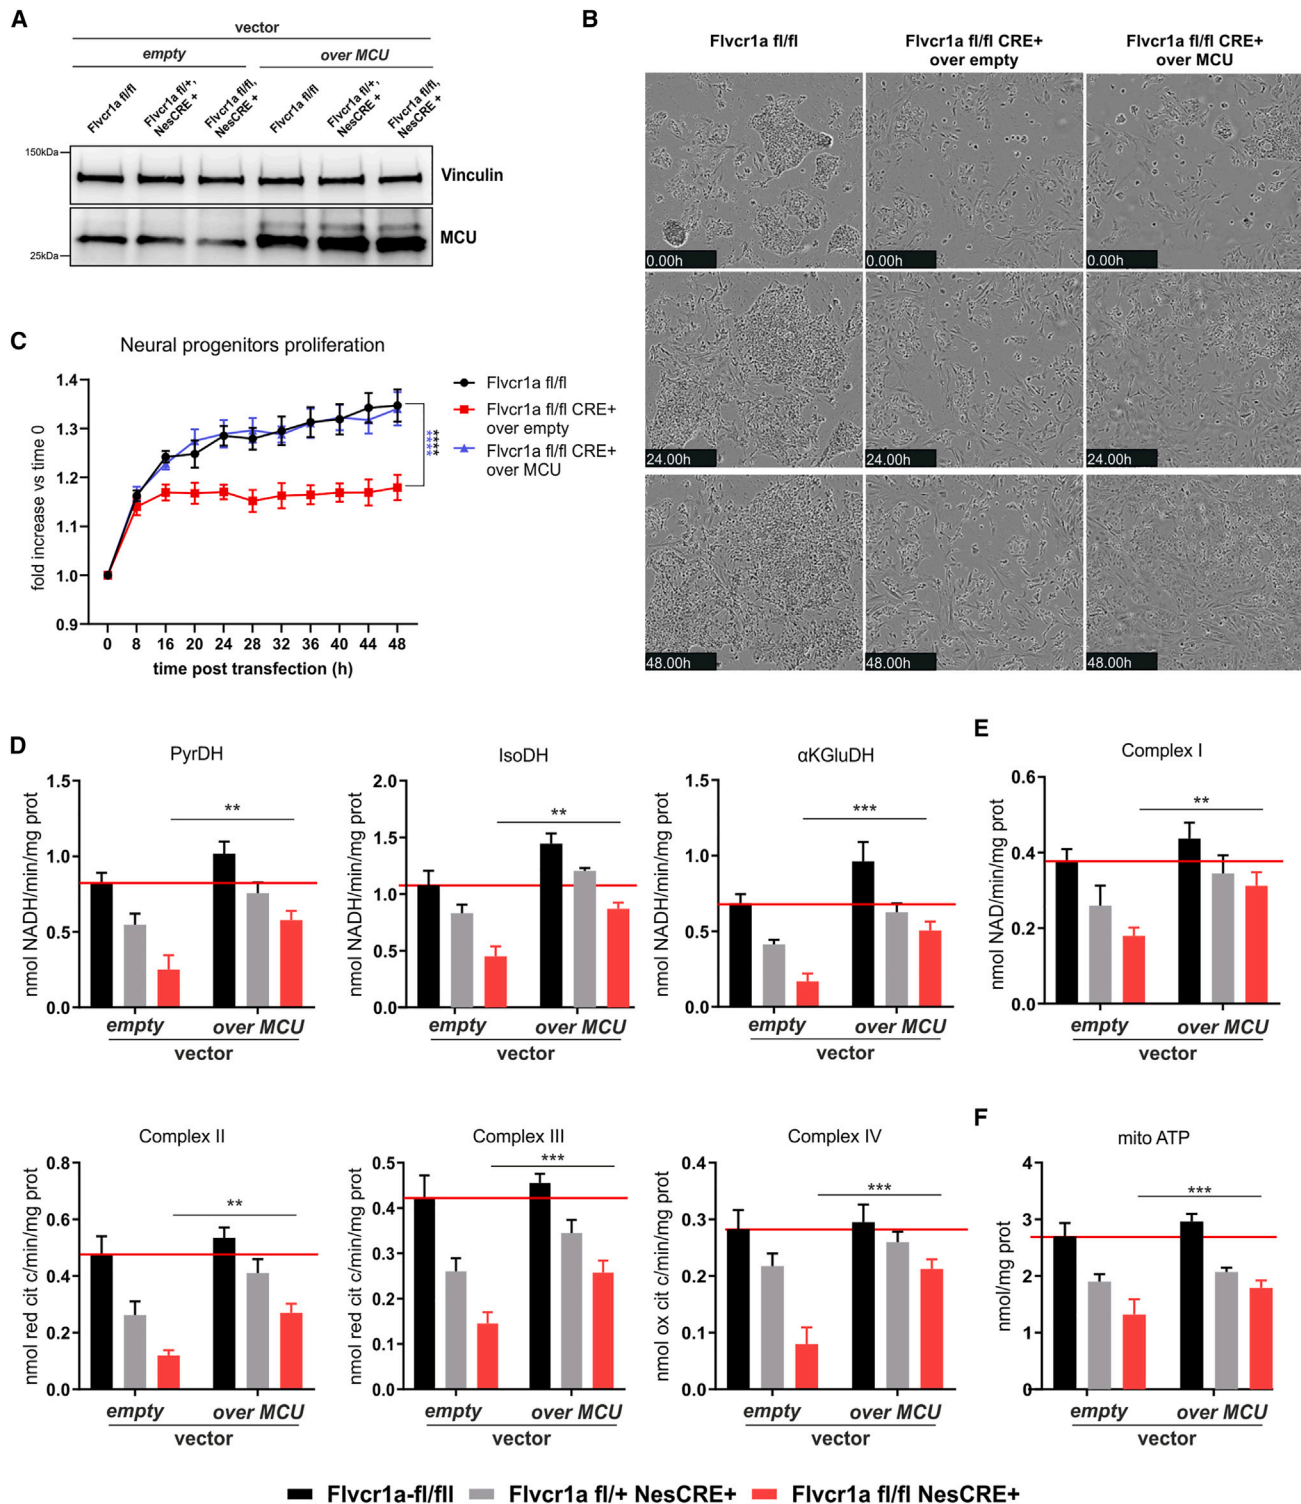 A
vector
empty
over MCU
Flvcr1a fl/fl
Flvcr1a fl/+,
NesCRE +
Flvcr1a fl/fl,
NesCRE +
Flvcr1a fl/fl
Flvcr1a fl/+,
NesCRE +
Flvcr1a fl/fl,
NesCRE +
150kDa
Vinculin
MCU
25kDa
B
Flvcr1a fl/fl
Flvcr1a fl/fl CRE+
over empty
Flvcr1a fl/fl CRE+
over MCU
0.00h
0.00h
0.00h
24.00h
24.00h
24.00h
48.00h
48.00h
48.00h
C
Neural progenitors proliferation
fold increase vs time 0
1.4
1.3
1.2
1.1
1.0
0.9
0 8 16 20 24 28 32 36 40 44 48
time post transfection (h)
Flvcr1a fl/fl
Flvcr1a fl/fl CRE+
over empty
Flvcr1a fl/fl CRE+
over MCU
****
****
D
PyrDH
nmol NADH/min/mg prot
1.5
1.0
0.5
0.0
**
empty over MCU
vector
IsoDH
nmol NADH/min/mg prot
2.0
1.5
1.0
0.5
0.0
**
empty over MCU
vector
αKGluDH
nmol NADH/min/mg prot
1.5
1.0
0.5
0.0
***
empty over MCU
vector
E
Complex I
nmol NAD/min/mg prot
0.6
0.4
0.2
0.0
**
empty over MCU
vector
Complex II
nmol red cit c/min/mg prot
0.8
0.6
0.4
0.2
0.0
**
empty over MCU
vector
Complex III
nmol red cit c/min/mg prot
0.5
0.4
0.3
0.2
0.1
0.0
***
empty over MCU
vector
Complex IV
nmol ox cit c/min/mg prot
0.4
0.3
0.2
0.1
0.0
***
empty over MCU
vector
F
mito ATP
nmol/mg prot
4
3
2
1
0
***
empty over MCU
vector
Flvcr1a-fl/fll
Flvcr1a fl/+ NesCRE+
Flvcr1a fl/fl NesCRE+